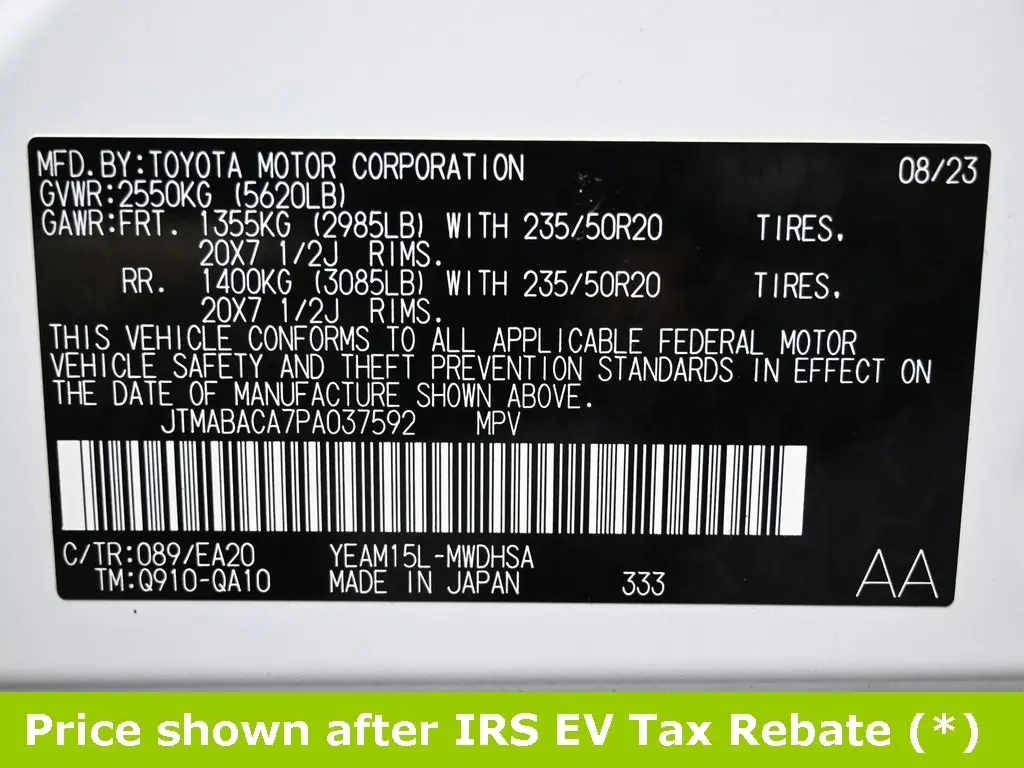 MFD.BY:TOYOTA MOTOR CORPORATION 08/23
GVWR:2550KG (5620LB)
GAWR:FRT. 1355KG (2985LB) WITH 235/50R20 TIRES.
20X7 1/2J RIMS.
RR. 1400KG (3085LB) WITH 235/50R20 TIRES.
20X7 1/2J RIMS.
THIS VEHICLE CONFORMS TO ALL APPLICABLE FEDERAL MOTOR
VEHICLE SAFETY AND THEFT PREVENTION STANDARDS IN EFFECT ON
THE DATE OF MANUFACTURE SHOWN ABOVE.
JTMABACA7PA037592 MPV
C/TR:089/EA20 YEAM15L-MWDHSA
TM:Q910-QA10 MADE IN JAPAN 333 AA
Price shown after IRS EV Tax Rebate (*)